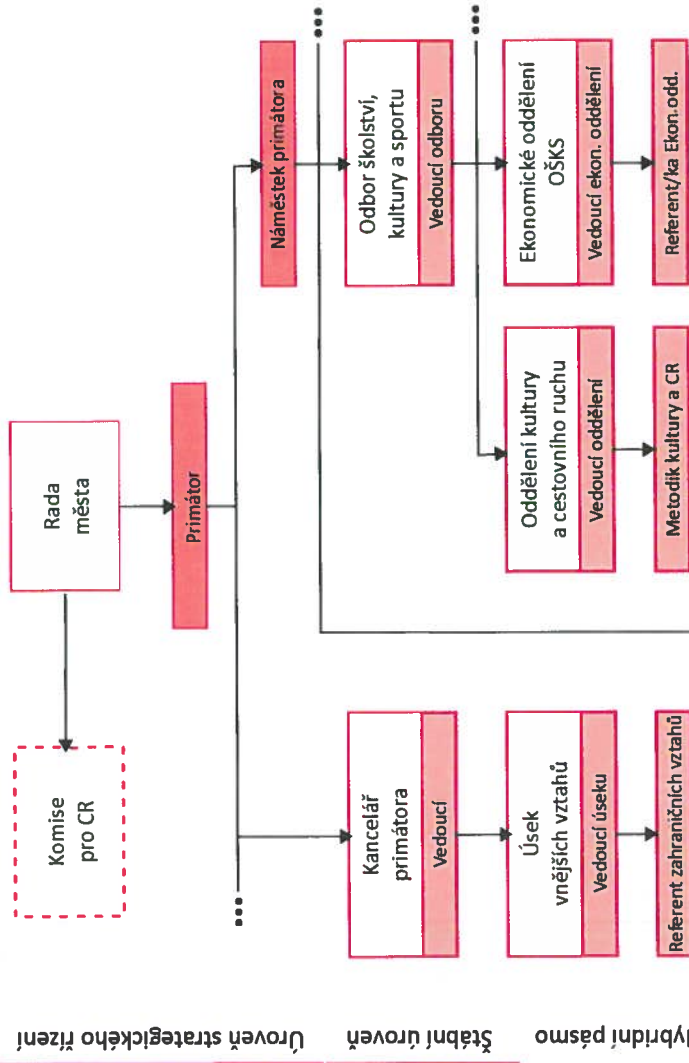 Úroveň strategického řízení
Komise
pro CR
Rada
města
Primátor
Náměstek primátora
Štábní úroveň
Kancelář
primátora
Vedoucí
Odbor školství,
kultury a sportu
Vedoucí odboru
Úsek
vnějších vztahů
Vedoucí úseku
Oddělení kultury
a cestovního ruchu
Vedoucí oddělení
Ekonomické oddělení
OŠKS
Vedoucí ekon. oddělení
Hybridní pásmo
Referent zahraničních vztahů
Metodik kultury a CR
Referent/ka Ekon.odd.